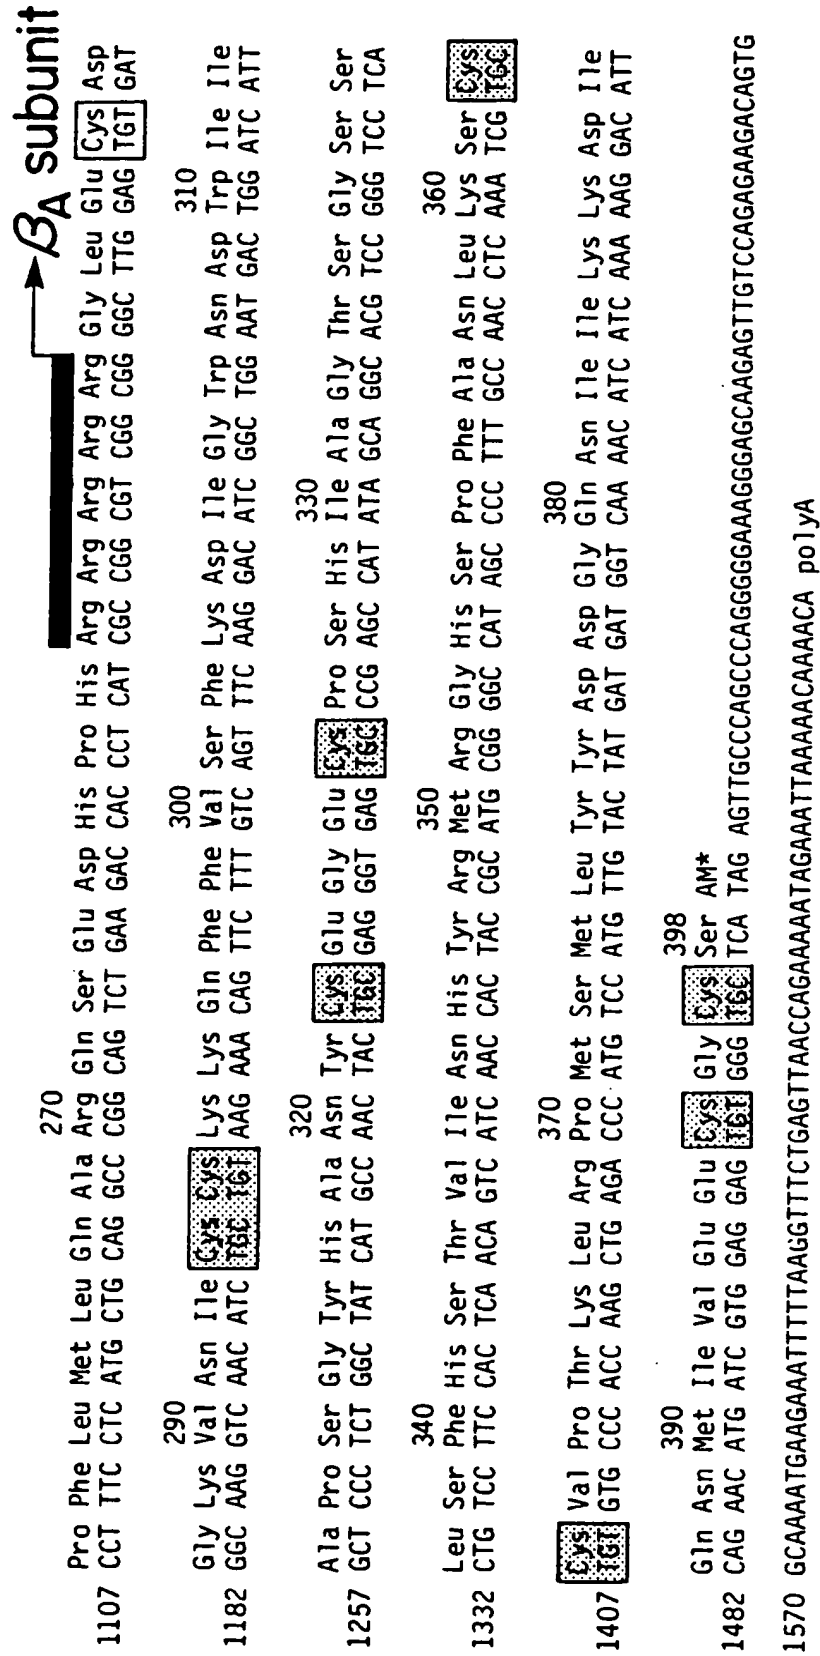 → βA subunit
270
Pro Phe Leu Met Leu Gln Ala Arg Gln Ser Glu Asp His Pro His Arg Arg Arg Arg Arg Gly Leu Glu Cys Asp
1107 CCT TTC CTC ATG CTG CAG GCC CGG CAG TCT GAA GAC CAC CCT CAT CGC CGG CGT CGG CGG GGC TTG GAG TGT GAT
290 300 310
Gly Lys Val Asn Ile Cys Cys Lys Lys Gln Phe Phe Val Ser Phe Lys Asp Ile Gly Trp Asn Asp Trp Ile Ile
1182 GGC AAG GTC AAC ATC TGC TGT AAG AAA CAG TTC TTT GTC AGT TTC AAG GAC ATC GGC TGG AAT GAC TGG ATC ATT
320 330
Ala Pro Ser Gly Tyr His Ala Asn Tyr Cys Glu Gly Glu Cys Pro Ser His Ile Ala Gly Thr Ser Gly Ser Ser
1257 GCT CCC TCT GGC TAT CAT GCC AAC TAC TGC GAG GGT GAG TGC CCG AGC CAT ATA GCA GGC ACG TCC GGG TCC TCA
340 350 360
Leu Ser Phe His Ser Thr Val Ile Asn His Tyr Arg Met Arg Gly His Ser Pro Phe Ala Asn Leu Lys Ser Cys
1332 CTG TCC TTC CAC TCA ACA GTC ATC AAC CAC TAC CGC ATG CGG GGC CAT AGC CCC TTT GCC AAC CTC AAA TCG TGC
370 380
Cys Val Pro Thr Lys Leu Arg Pro Met Ser Met Leu Tyr Tyr Asp Asp Gly Gln Asn Ile Ile Lys Lys Asp Ile
1407 TGT GTG CCC ACC AAG CTG AGA CCC ATG TCC ATG TTG TAC TAT GAT GAT GGT CAA AAC ATC ATC AAA AAG GAC ATT
390 398
Gln Asn Met Ile Val Glu Glu Cys Gly Cys Ser AM*
1482 CAG AAC ATG ATC GTG GAG GAG TGT GGG TGC TCA TAG AGTTGCCCAGCCCAGGGGGAAAGGGAGCAAGAGTTGTCCAGAGAAGACAGTG
1570 GCAAAATGAAGAAATTTTTAAGGTTTCTGAGTTAACCAGAAAAATAGAAATTAAAAACAAAACA polyA